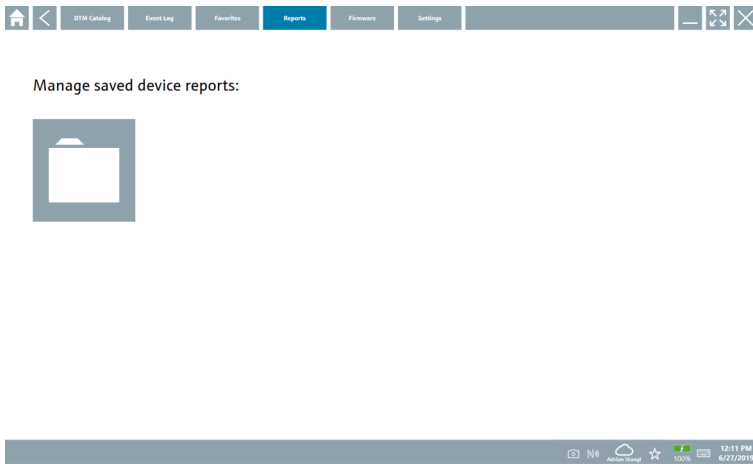 DTM Catalog
Event Log
Favorites
Reports
Firmware
Settings
Manage saved device reports:
Adrian Stangl
100%
12:11 PM